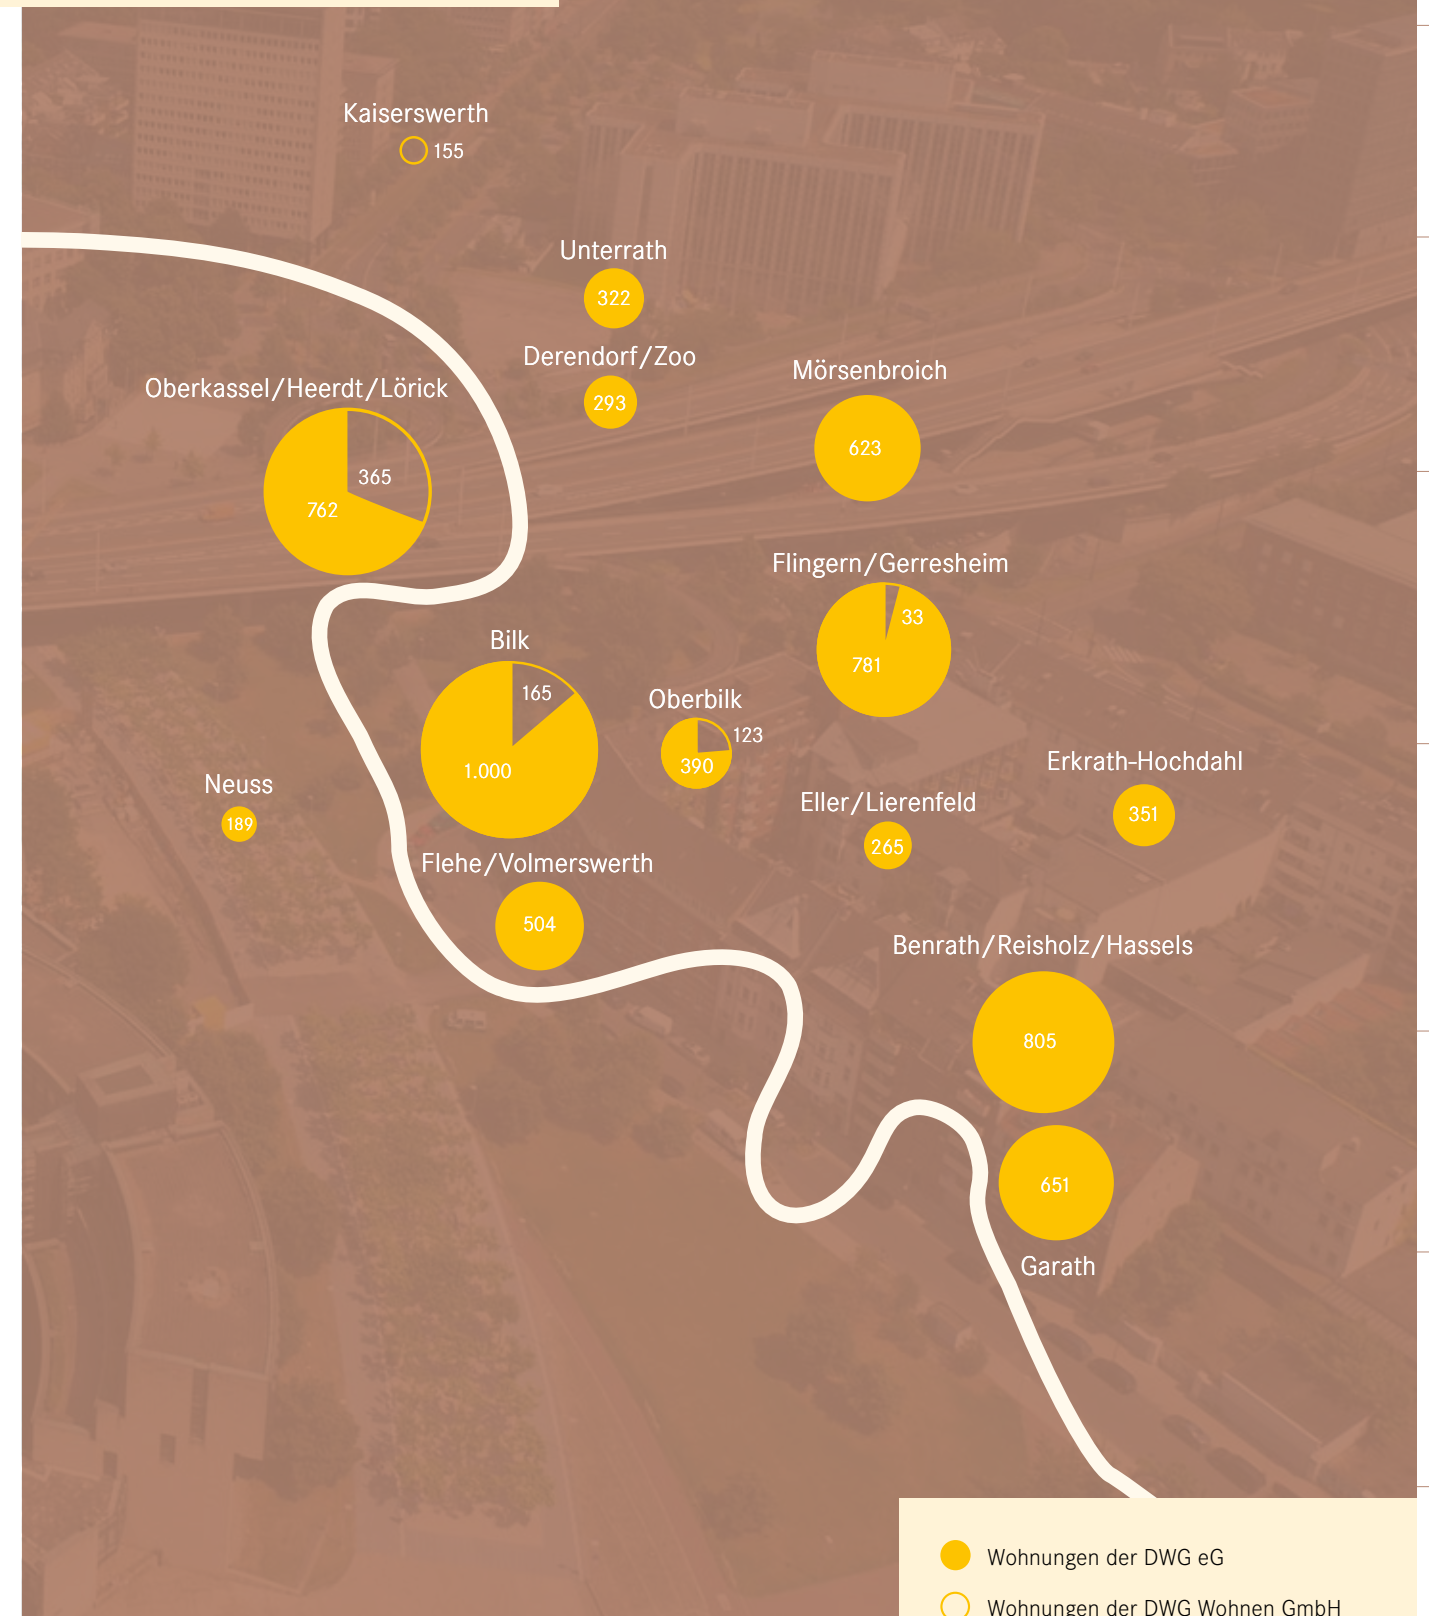 Kaiserswerth
155
Unterrath
322
Derendorf/Zoo
293
Mörsenbroich
623
Oberkassel/Heerdt/Lörick
365
762
Flingern/Gerresheim
33
781
Bilk
165
1.000
Oberbilk
123
390
Erkrath-Hochdahl
351
Neuss
189
Eller/Lierenfeld
265
Flehe/Volmerswerth
504
Benrath/Reisholz/Hassels
805
651
Garath
Wohnungen der DWG eG
Wohnungen der DWG Wohnen GmbH